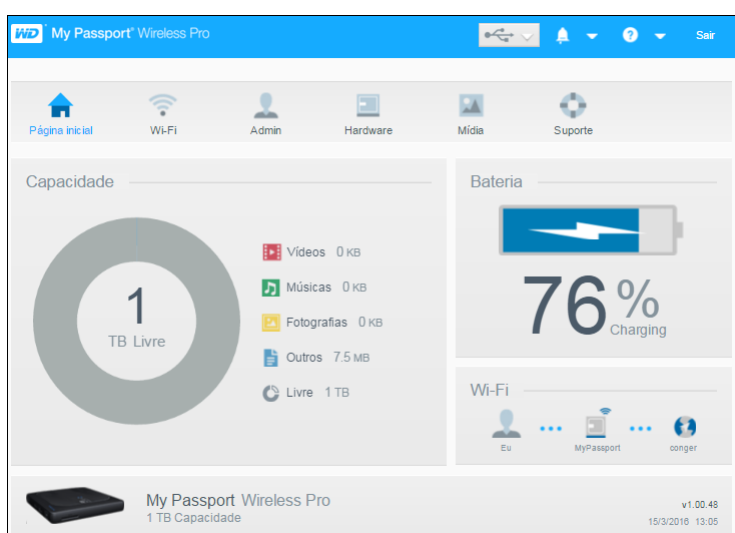 WD My Passport® Wireless Pro
Sair
Página inicial
Wi-Fi
Admin
Hardware
Mídia
Suporte
Capacidade
1
TB Livre
Vídeos 0 KB
Músicas 0 KB
Fotografias 0 KB
Outros 7.5 MB
Livre 1 TB
Bateria
76%
Charging
Wi-Fi
Eu
MyPassport
conger
My Passport Wireless Pro
1 TB Capacidade
v1.00.48
15/3/2016 13:05